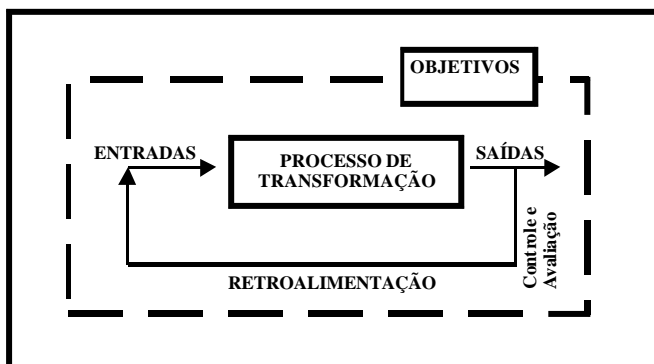 OBJETIVOS
ENTRADAS
PROCESSO DE
TRANSFORMAÇÃO
SAÍDAS
Controle e
Avaliação
RETROALIMENTAÇÃO